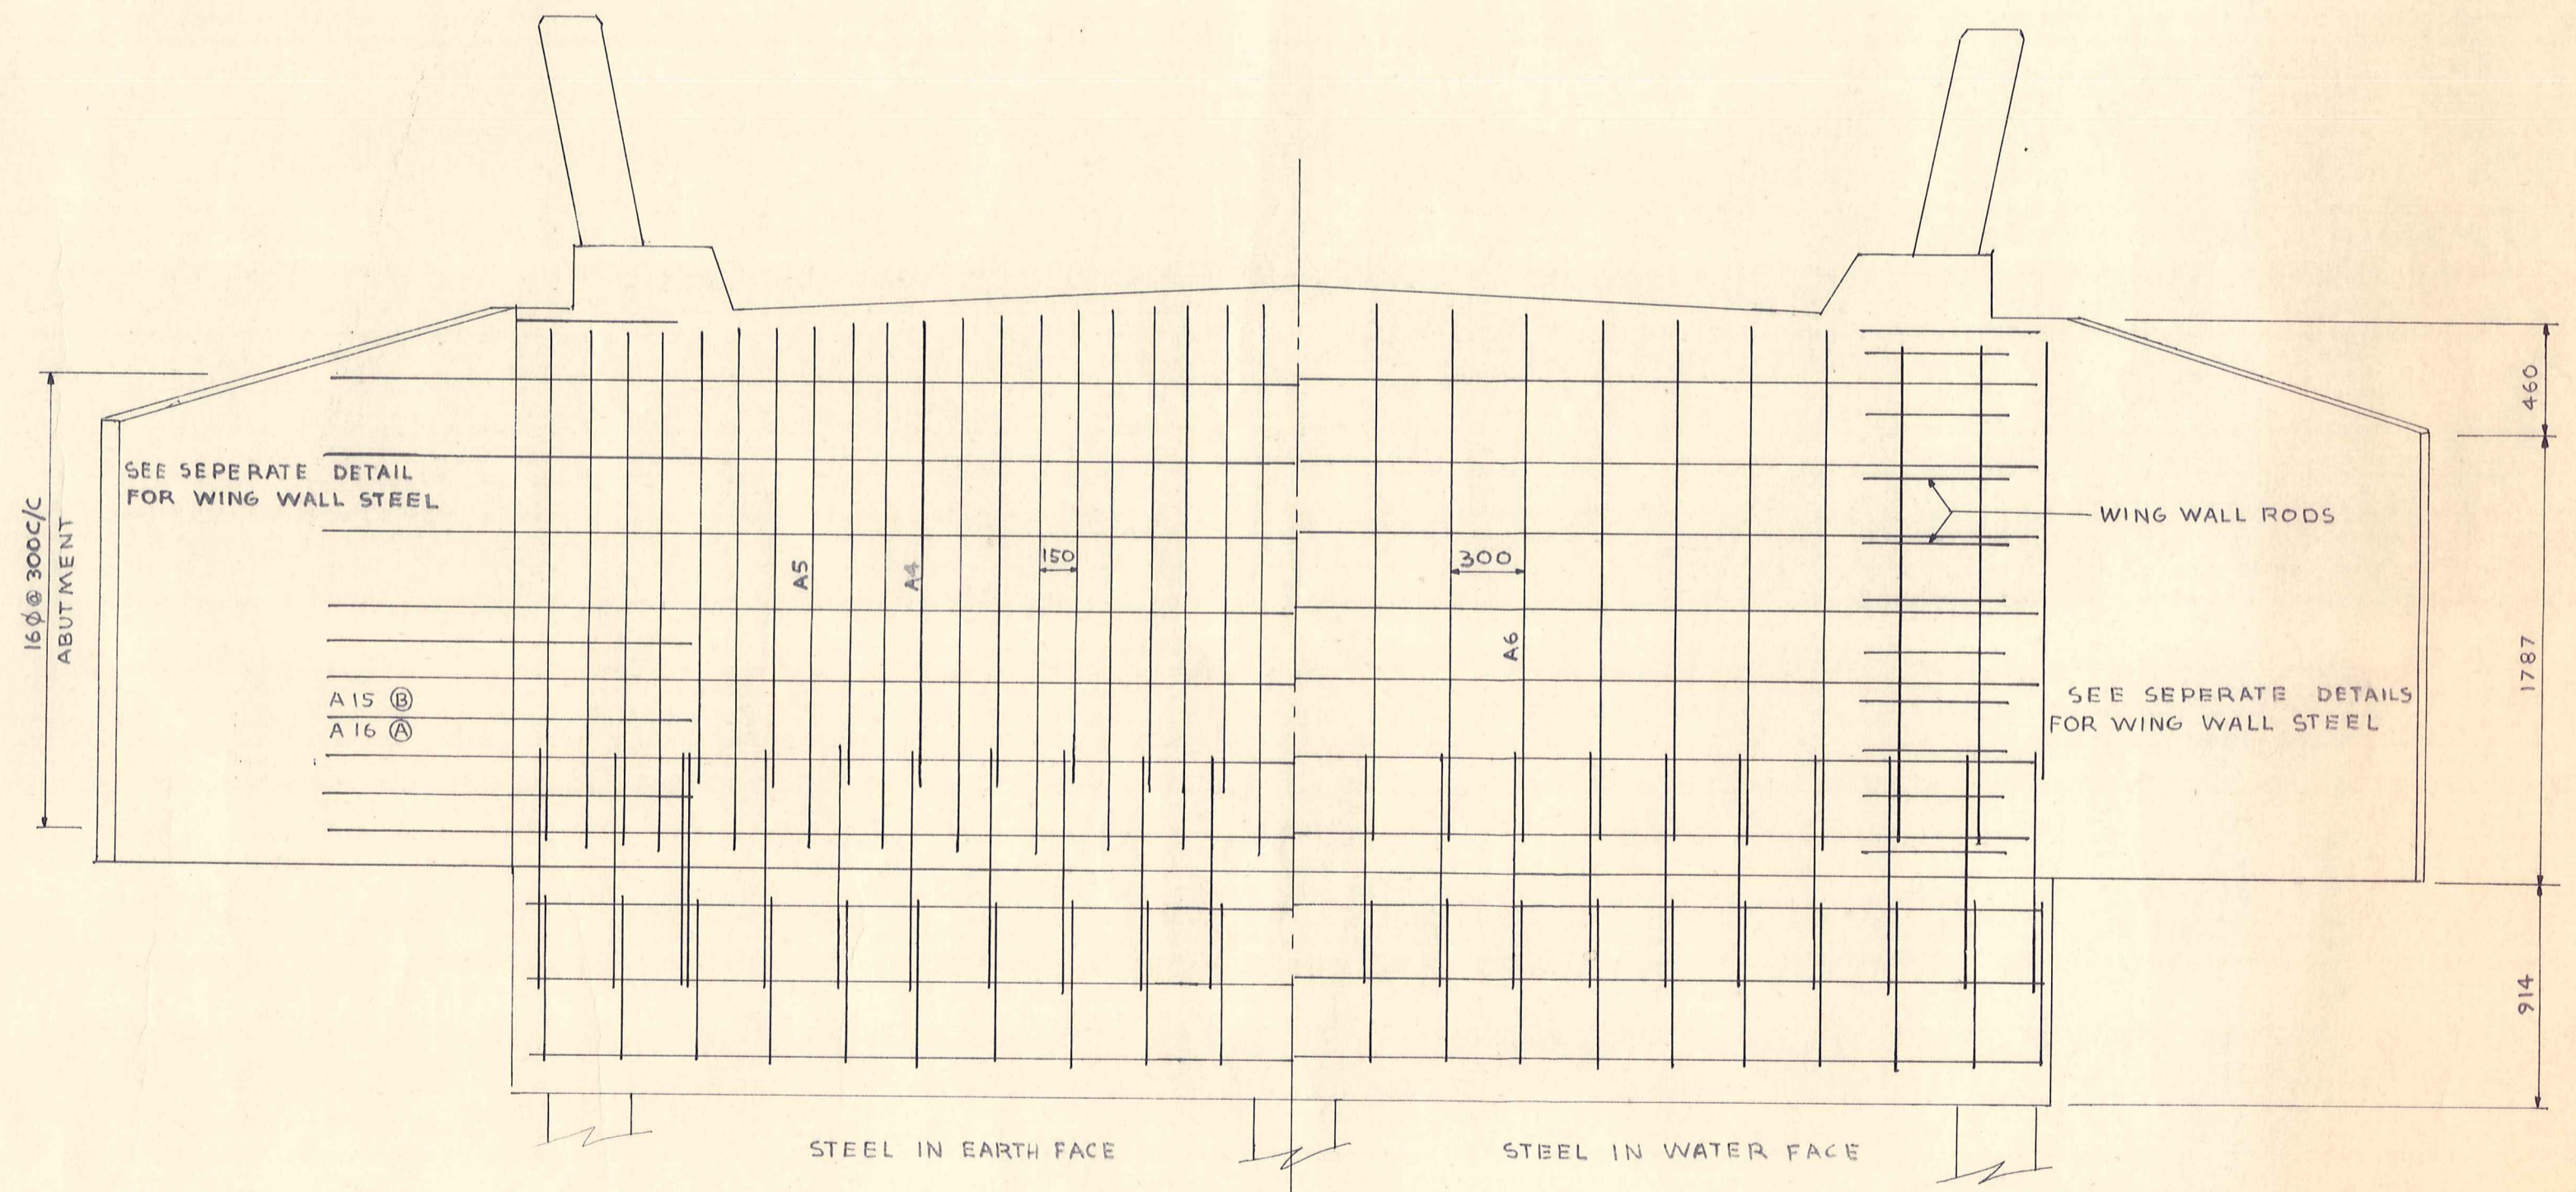 460
SEE SEPERATE DETAIL
FOR WING WALL STEEL
16ϕ@300C/C
ABUTMENT
WING WALL RODS
A5
A4
150
300
A6
1787
A15 Ⓑ
A16 Ⓐ
SEE SEPERATE DETAILS
FOR WING WALL STEEL
914
STEEL IN EARTH FACE
STEEL IN WATER FACE